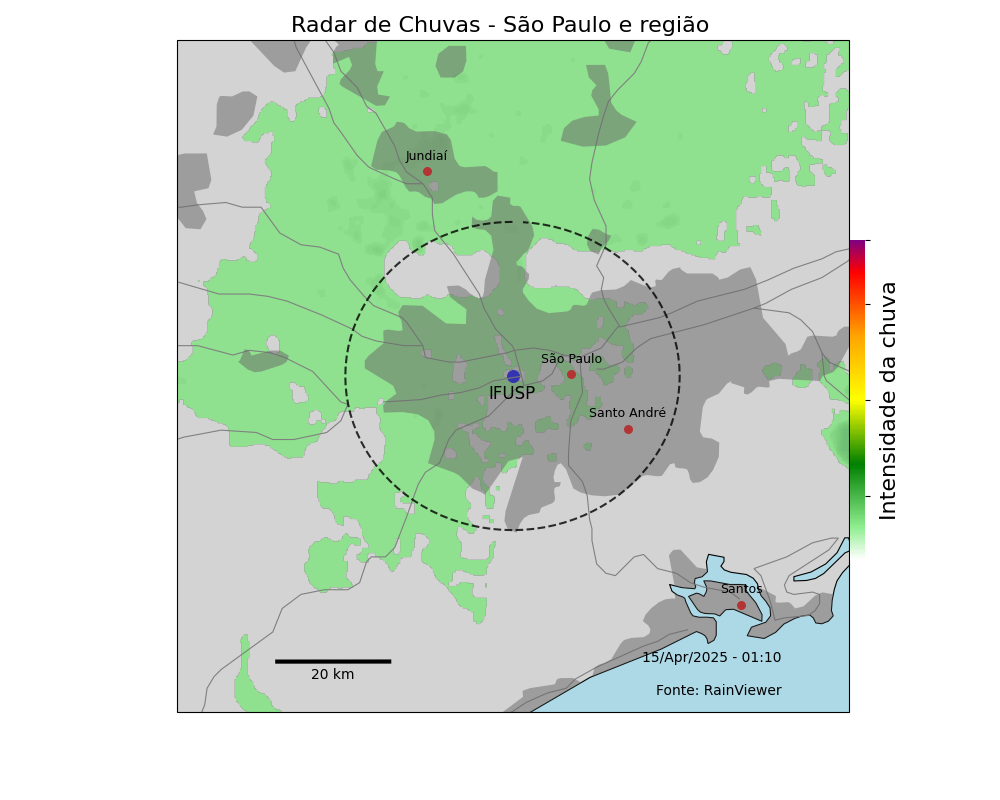 Radar de Chuvas - São Paulo e região
Jundiaí
São Paulo
IFUSP
Santo André
Intensidade da chuva
Santos
15/Apr/2025 - 01:10
20 km
Fonte: RainViewer